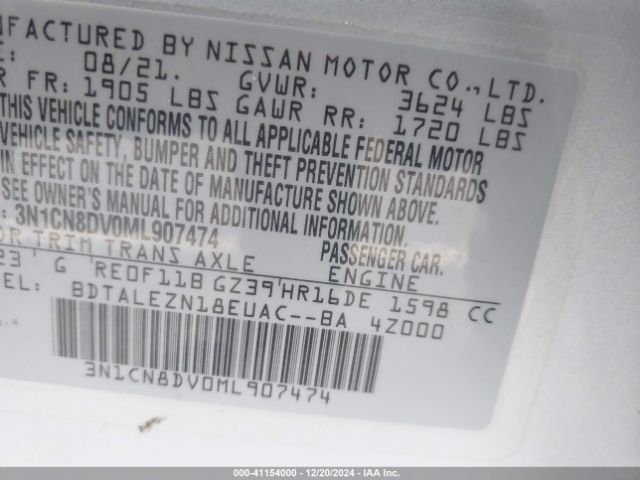 NFACTURED BY NISSAN MOTOR CO.,LTD.
E: 08/21. GVWR: 3624 LBS
R FR: 1905 LBS GAWR RR: 1720 LBS
THIS VEHICLE CONFORMS TO ALL APPLICABLE FEDERAL MOTOR
VEHICLE SAFETY, BUMPER AND THEFT PREVENTION STANDARDS
IN EFFECT ON THE DATE OF MANUFACTURE SHOWN ABOVE.
SEE OWNER'S MANUAL FOR ADDITIONAL INFORMATION.
: 3N1CN8DV0ML907474 PASSENGER CAR.
OR TRIM TRANS AXLE ENGINE
23 G RE0F11B GZ39 HR16DE 1598 CC
EL: BDTALEZN18EUAC--BA 4Z000
3N1CN8DV0ML907474
000-41154000 - 12/20/2024 - IAA Inc.